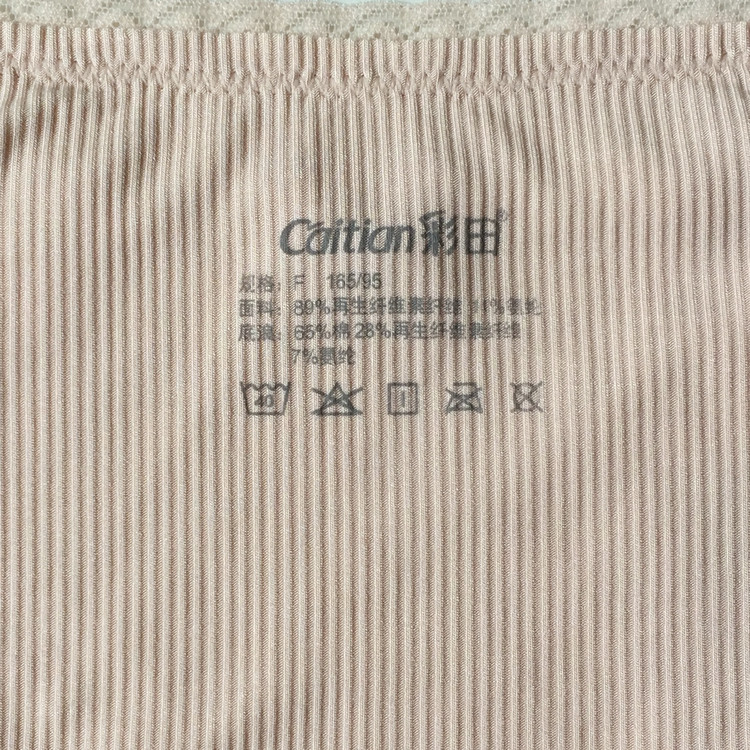 Caitian彩田®
规格：F 165/95
面料：89%再生纤维素纤维 11%氨纶
底浪：65%棉 28%再生纤维素纤维
7%氨纶
40